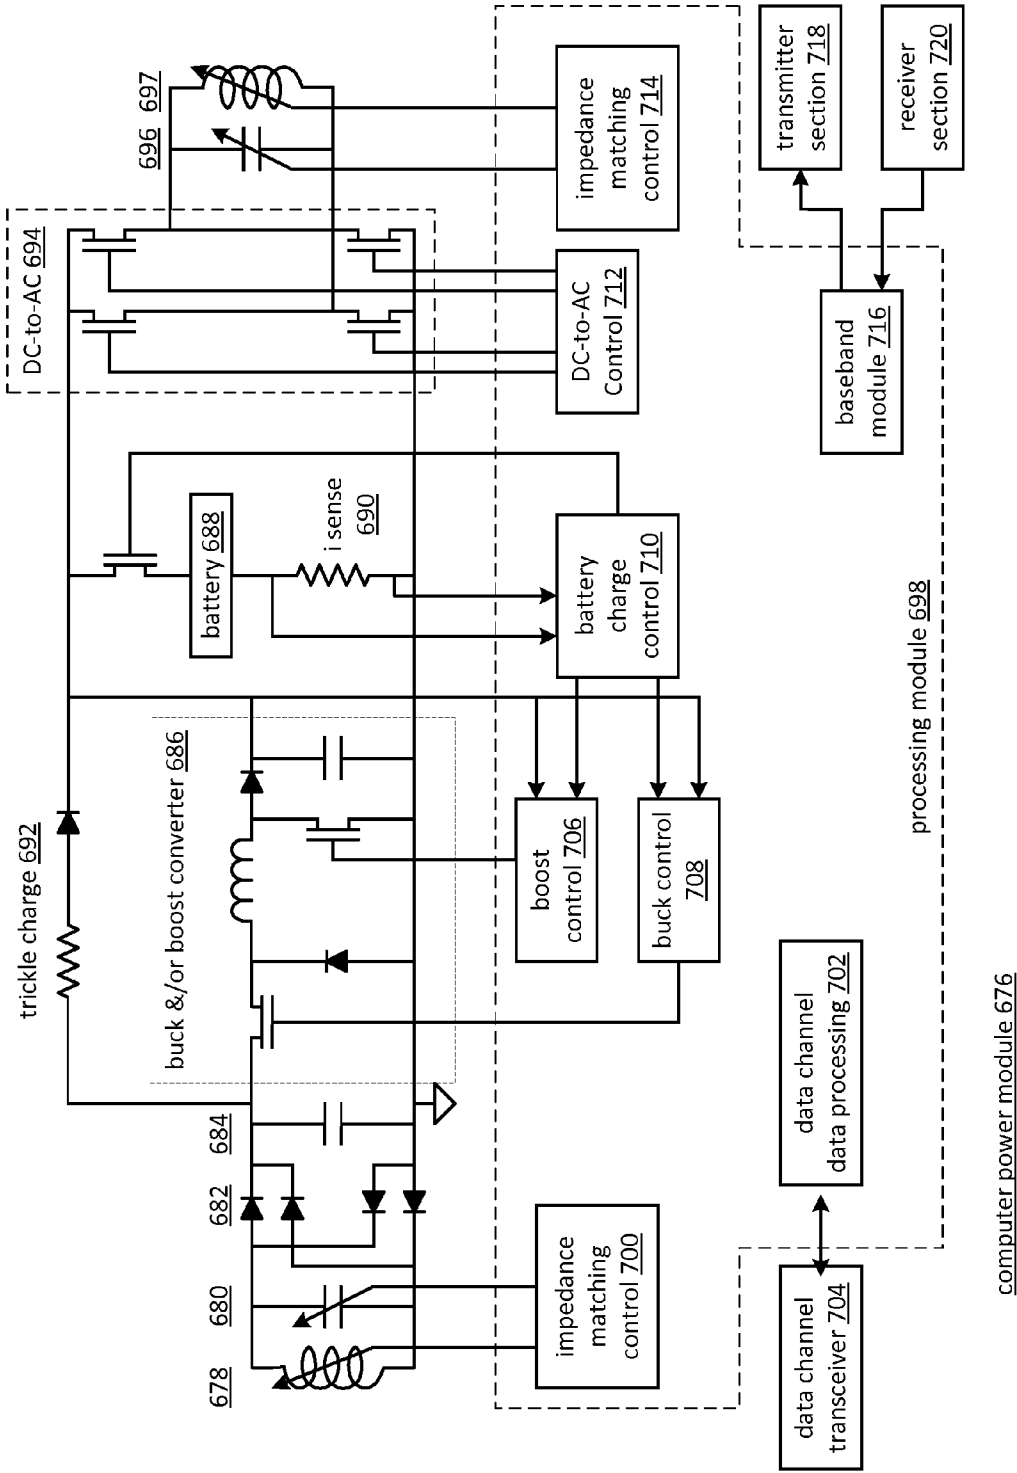 697
696
DC-to-AC 694
i sense
690
battery 688
trickle charge 692
buck &/or boost converter 686
684
682
680
678
impedance
matching
control 714
DC-to-AC
Control 712
battery
charge
control 710
boost
control 706
buck control
708
impedance
matching
control 700
transmitter
section 718
receiver
section 720
baseband
module 716
processing module 698
data channel
data processing 702
data channel
transceiver 704
computer power module 676